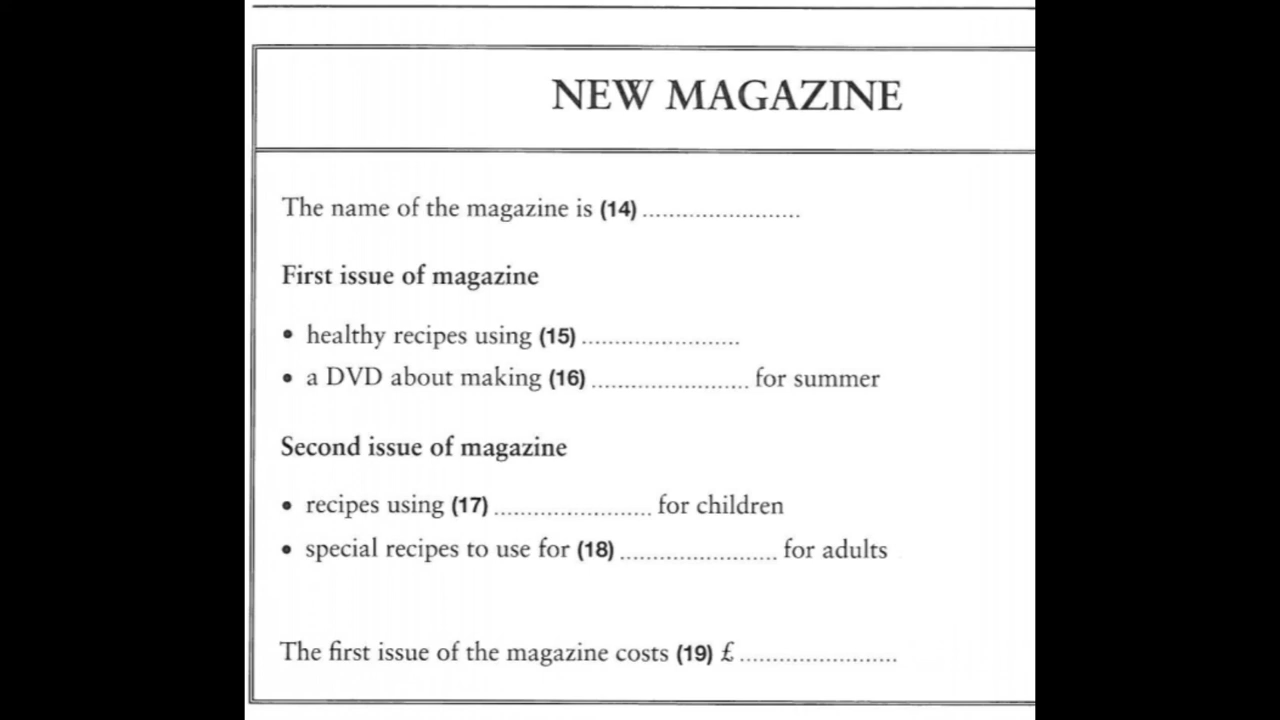 NEW MAGAZINE
The name of the magazine is (14) ........................
First issue of magazine
• healthy recipes using (15) ........................
• a DVD about making (16) ........................ for summer
Second issue of magazine
• recipes using (17) ........................ for children
• special recipes to use for (18) ........................ for adults
The first issue of the magazine costs (19) £ ........................